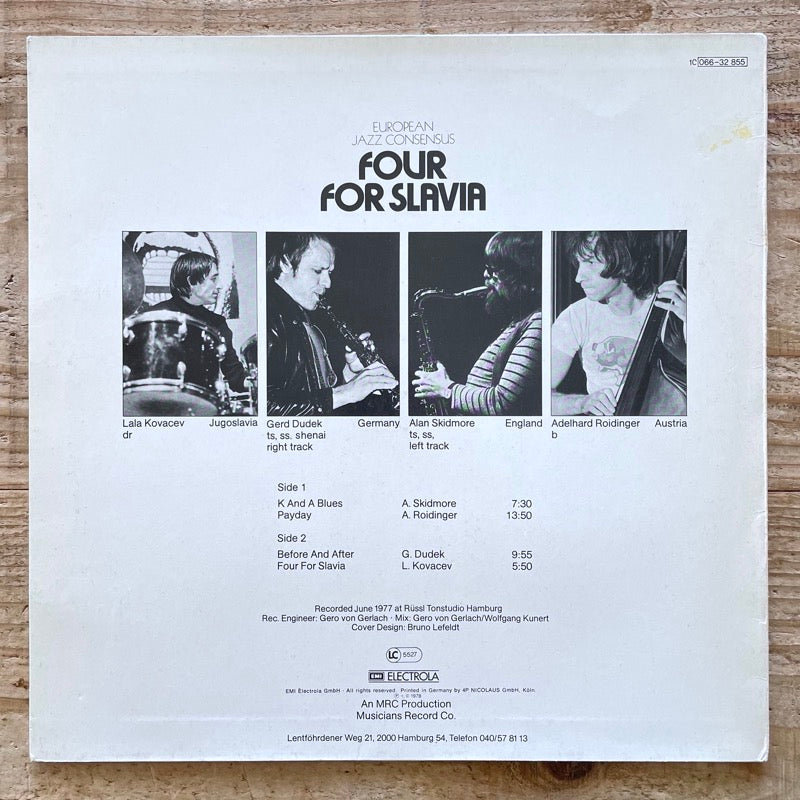 1C 066-32 855
EUROPEAN
JAZZ CONSENSUS
FOUR
FOR SLAVIA
Lala Kovacev Jugoslavia
dr
Gerd Dudek Germany
ts, ss. shenai
right track
Alan Skidmore England
ts, ss,
left track
Adelhard Roidinger Austria
b
Side 1
K And A Blues A. Skidmore 7:30
Payday A. Roidinger 13:50
Side 2
Before And After G. Dudek 9:55
Four For Slavia L. Kovacev 5:50
Recorded June 1977 at Rüssl Tonstudio Hamburg
Rec. Engineer: Gero von Gerlach · Mix: Gero von Gerlach/Wolfgang Kunert
Cover Design: Bruno Lefeldt
LC 5527
EMI ELECTROLA
EMI Electrola GmbH · All rights reserved. Printed in Germany by 4P NICOLAUS GmbH, Köln.
℗ + © 1978
An MRC Production
Musicians Record Co.
Lentföhrdener Weg 21, 2000 Hamburg 54, Telefon 040/57 81 13